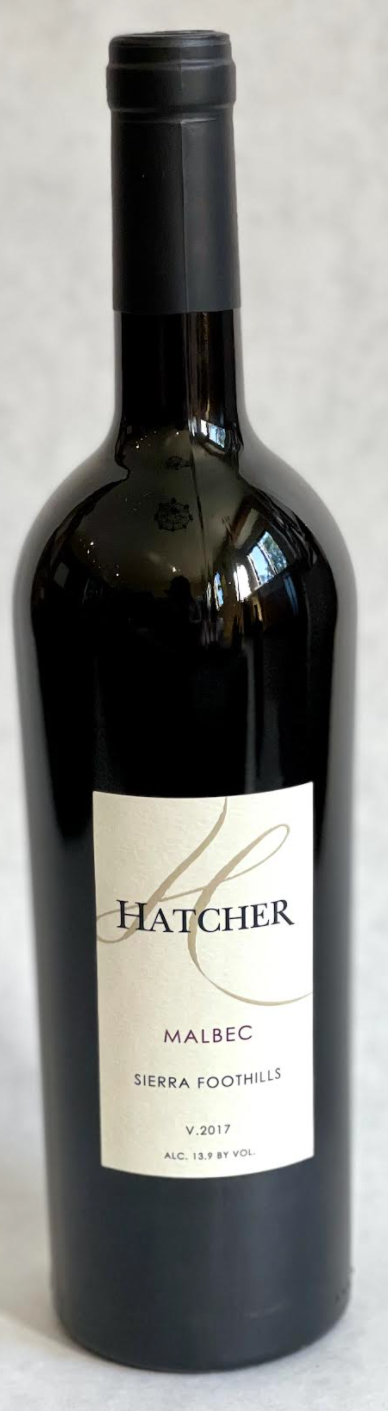 HATCHER
MALBEC
SIERRA FOOTHILLS
V.2017
ALC. 13.9 BY VOL.